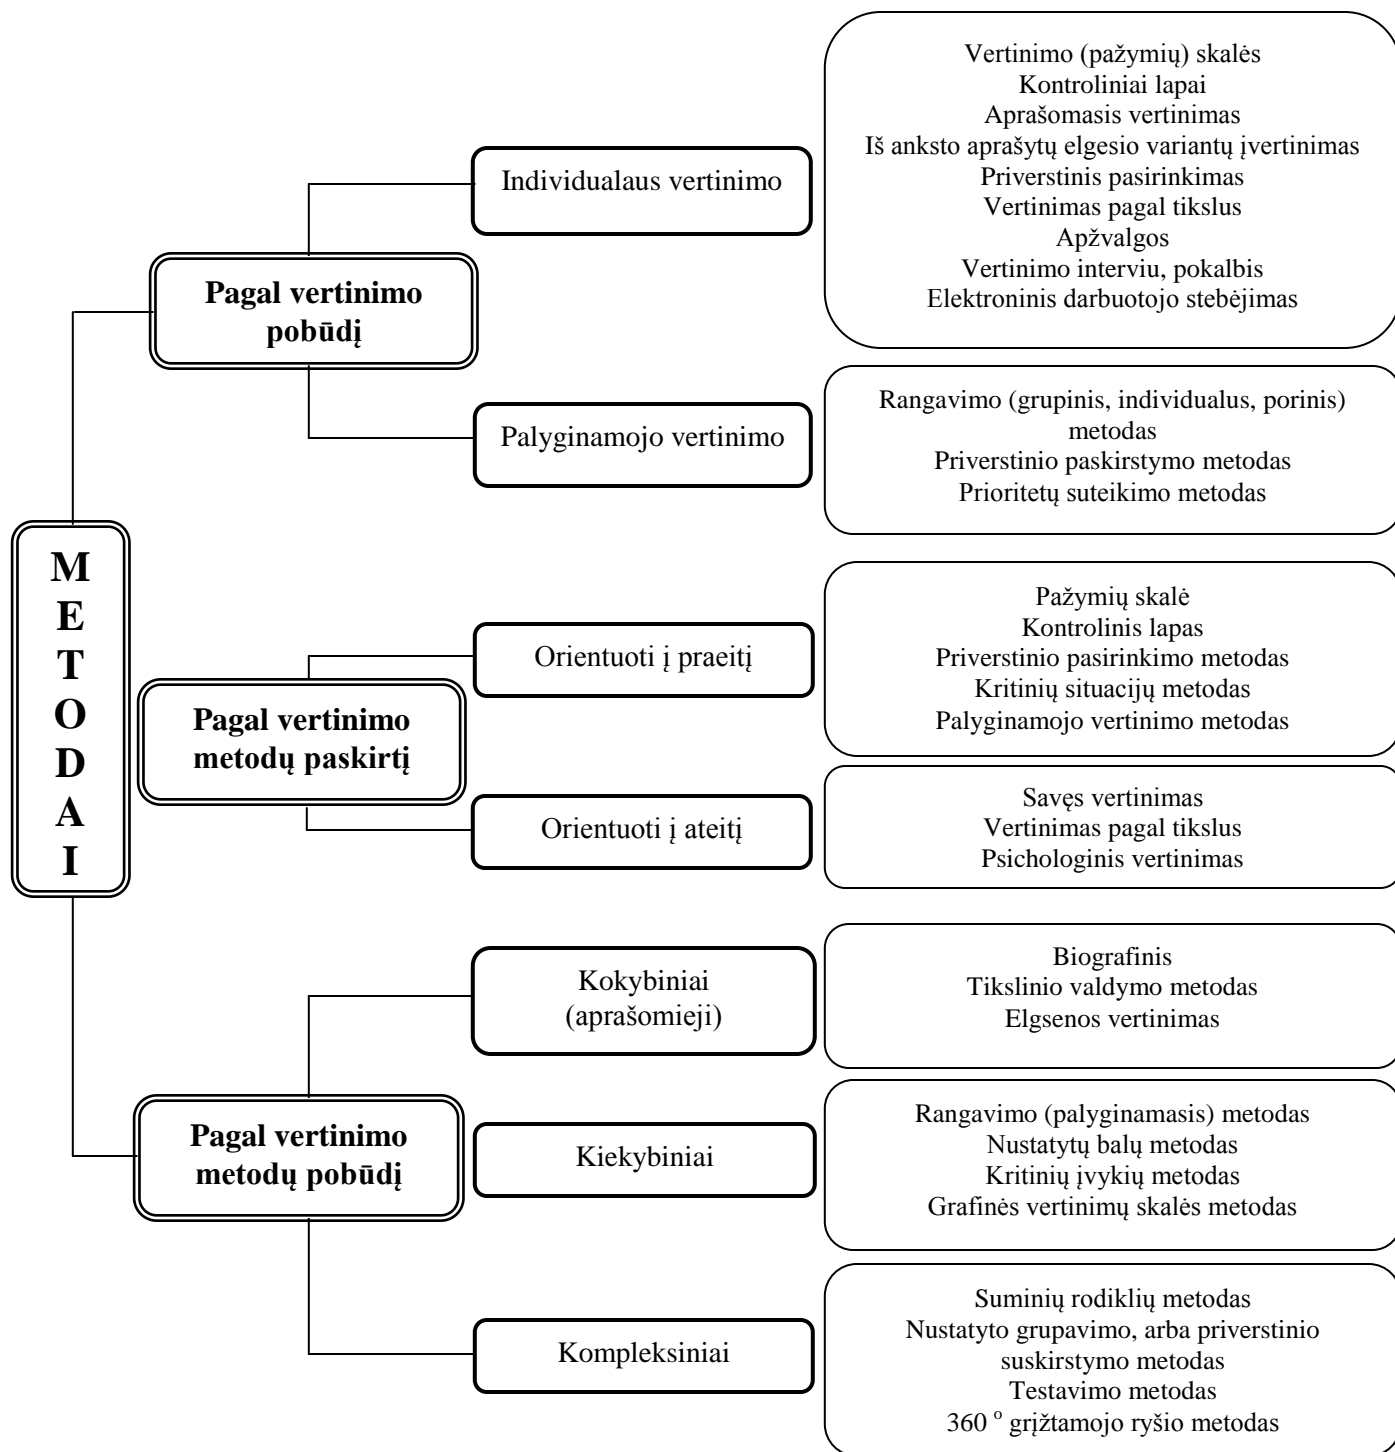 METODAI
Pagal vertinimo
pobūdį
Individualaus vertinimo
Vertinimo (pažymių) skalės
Kontroliniai lapai
Aprašomasis vertinimas
Iš anksto aprašytų elgesio variantų įvertinimas
Priverstinis pasirinkimas
Vertinimas pagal tikslus
Apžvalgos
Vertinimo interviu, pokalbis
Elektroninis darbuotojo stebėjimas
Palyginamojo vertinimo
Rangavimo (grupinis, individualus, porinis)
metodas
Priverstinio paskirstymo metodas
Prioritetų suteikimo metodas
Pagal vertinimo
metodų paskirtį
Orientuoti į praeitį
Pažymių skalė
Kontrolinis lapas
Priverstinio pasirinkimo metodas
Kritinių situacijų metodas
Palyginamojo vertinimo metodas
Orientuoti į ateitį
Savęs vertinimas
Vertinimas pagal tikslus
Psichologinis vertinimas
Pagal vertinimo
metodų pobūdį
Kokybiniai
(aprašomieji)
Biografinis
Tikslinio valdymo metodas
Elgsenos vertinimas
Kiekybiniai
Rangavimo (palyginamasis) metodas
Nustatytų balų metodas
Kritinių įvykių metodas
Grafinės vertinimų skalės metodas
Kompleksiniai
Suminių rodiklių metodas
Nustatyto grupavimo, arba priverstinio
suskirstymo metodas
Testavimo metodas
360 ° grįžtamojo ryšio metodas